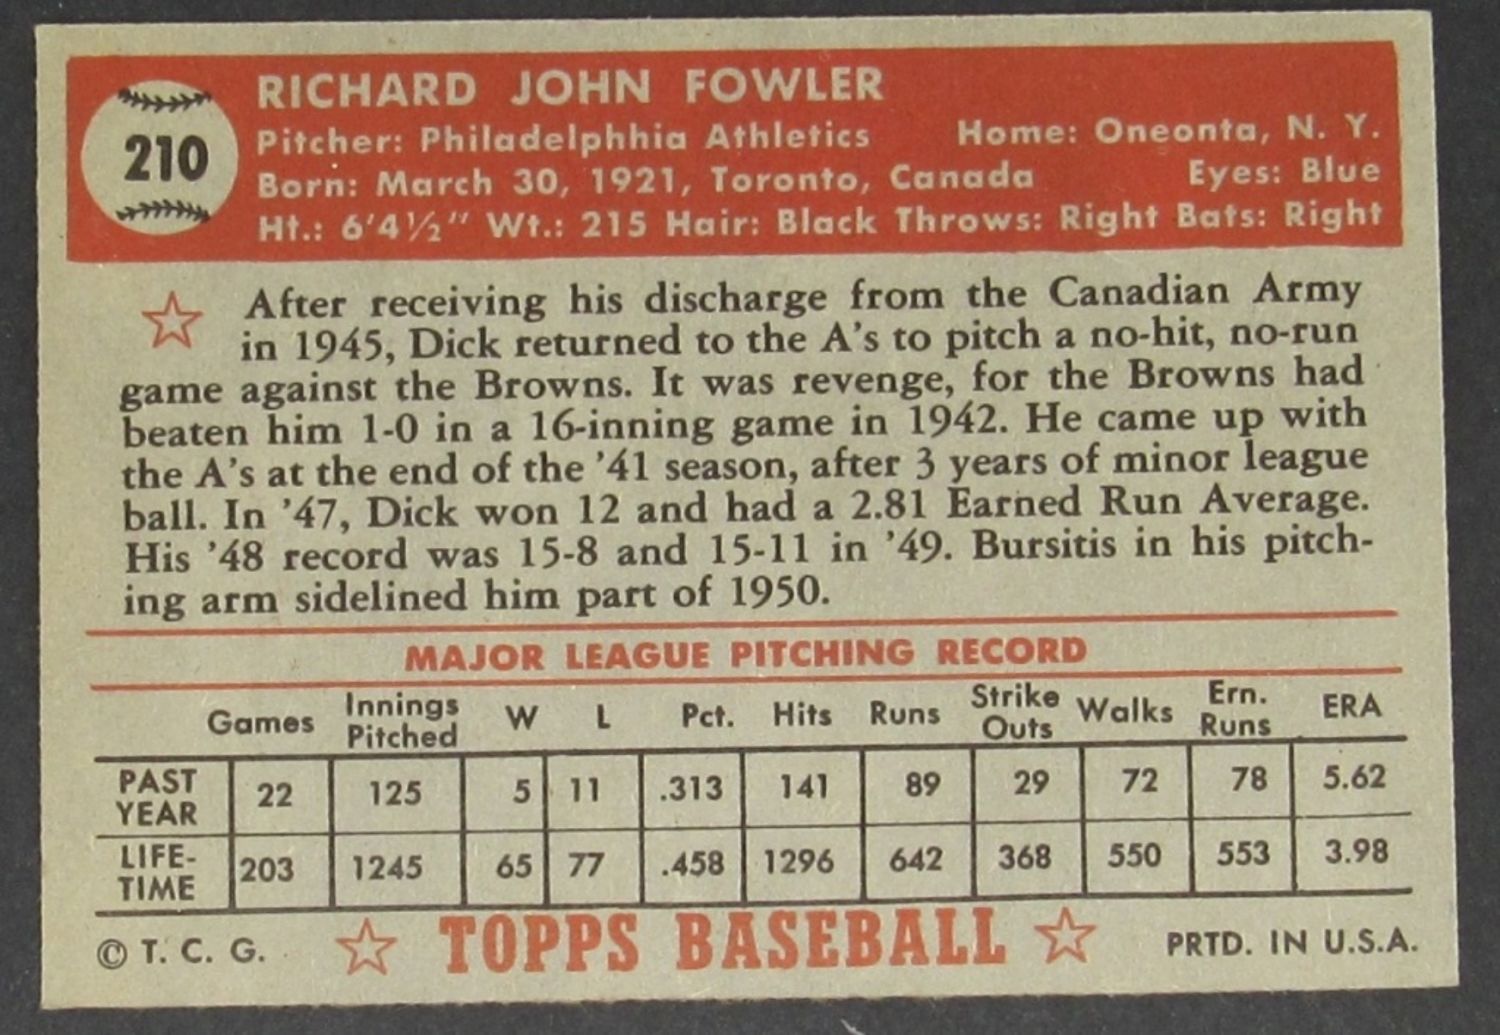 210
RICHARD JOHN FOWLER
Pitcher: Philadelphhia Athletics Home: Oneonta, N. Y.
Born: March 30, 1921, Toronto, Canada Eyes: Blue
Ht.: 6'4½" Wt.: 215 Hair: Black Throws: Right Bats: Right
After receiving his discharge from the Canadian Army
in 1945, Dick returned to the A's to pitch a no-hit, no-run
game against the Browns. It was revenge, for the Browns had
beaten him 1-0 in a 16-inning game in 1942. He came up with
the A's at the end of the '41 season, after 3 years of minor league
ball. In '47, Dick won 12 and had a 2.81 Earned Run Average.
His '48 record was 15-8 and 15-11 in '49. Bursitis in his pitch-
ing arm sidelined him part of 1950.
MAJOR LEAGUE PITCHING RECORD
Games Innings Pitched W L Pct. Hits Runs Strike Outs Walks Ern. Runs ERA
PAST YEAR 22 125 5 11 .313 141 89 29 72 78 5.62
LIFE-TIME 203 1245 65 77 .458 1296 642 368 550 553 3.98
© T. C. G. TOPPS BASEBALL PRTD. IN U.S.A.